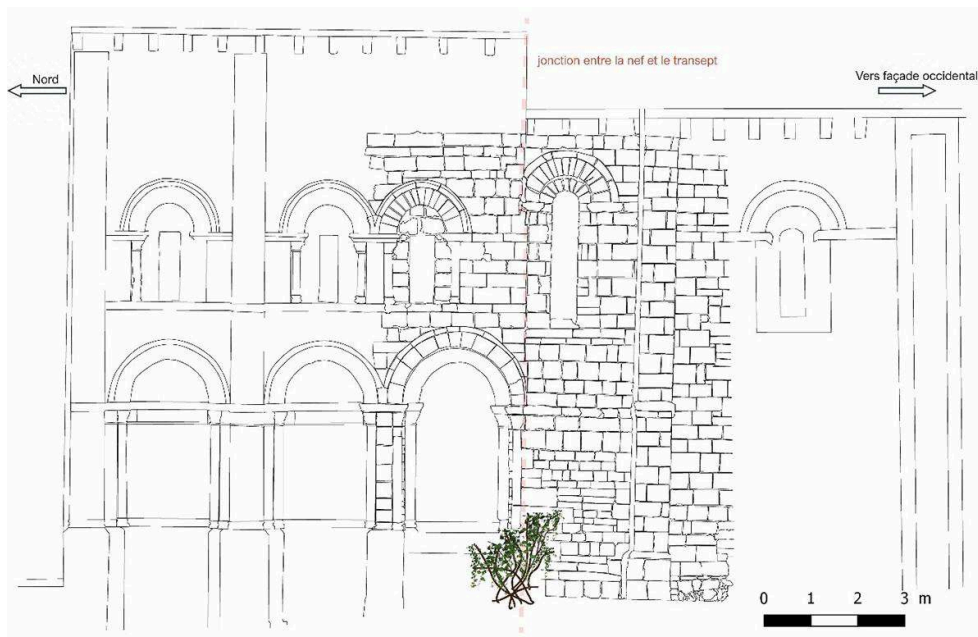 jonction entre la nef et le transept
Nord
Vers façade occidental
0 1 2 3 m